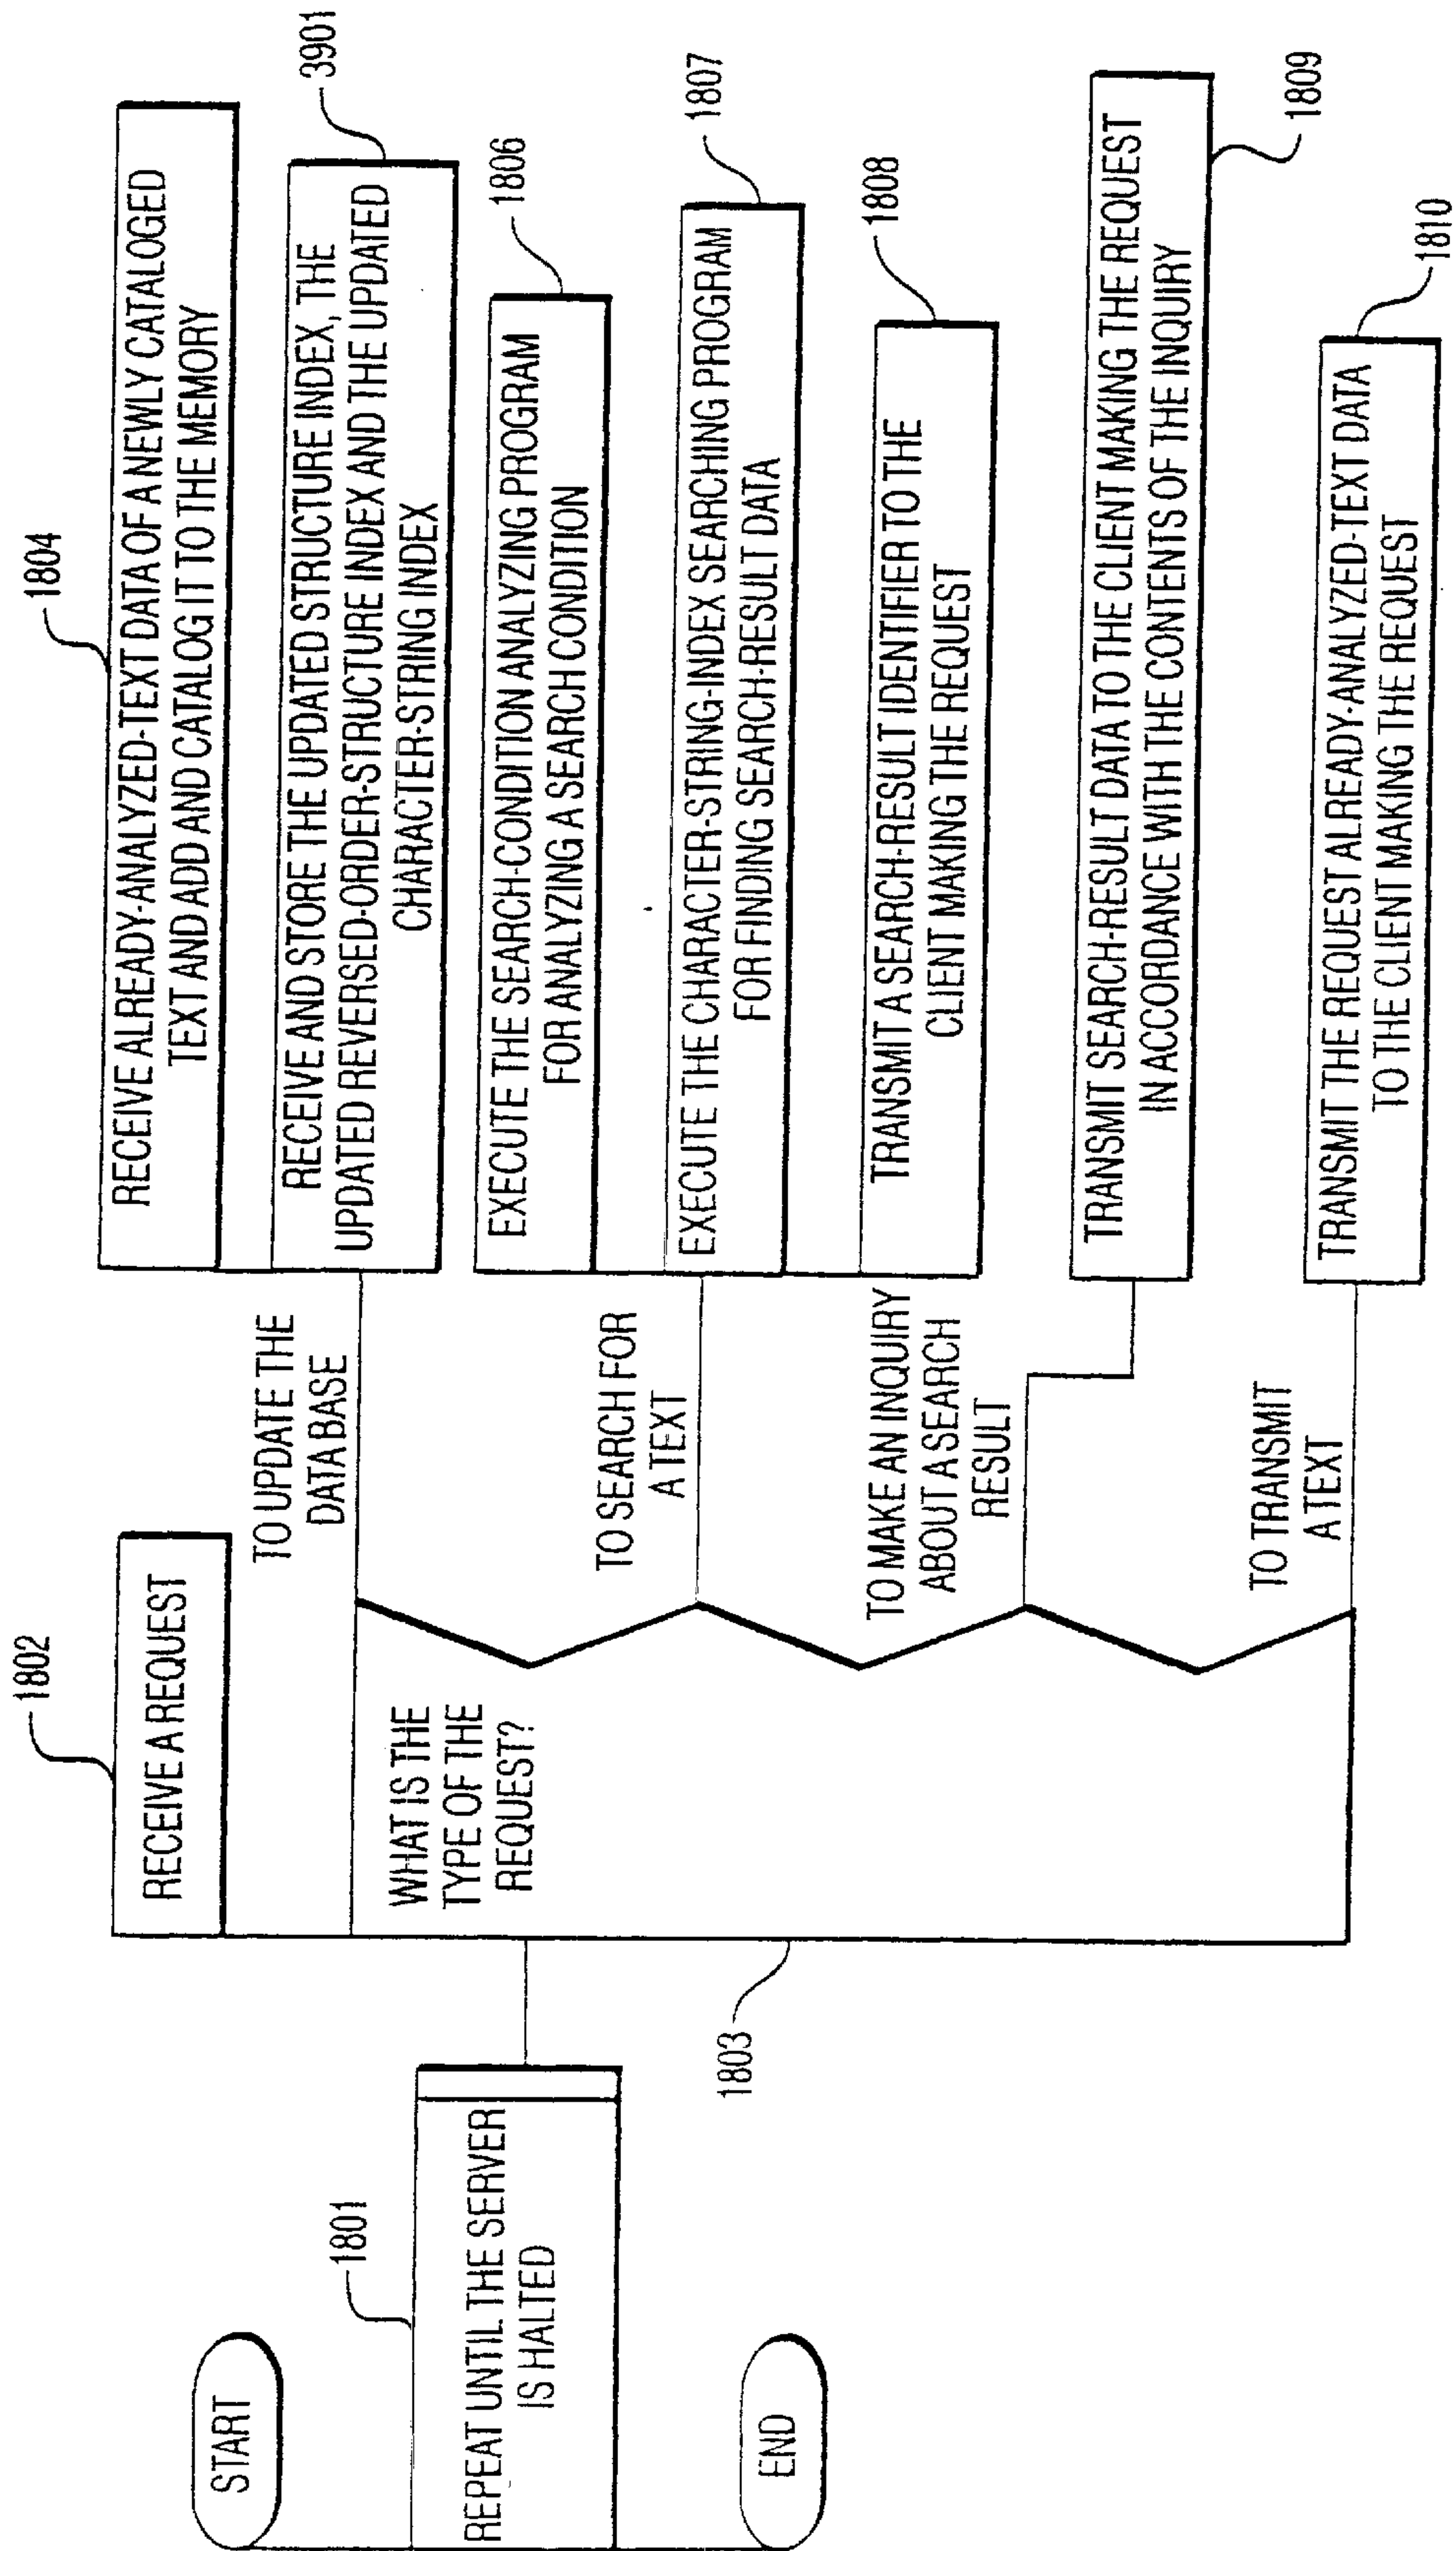 START
1801
REPEAT UNTIL THE SERVER
IS HALTED
END
1802
RECEIVE A REQUEST
1803
WHAT IS THE
TYPE OF THE
REQUEST?
TO UPDATE THE
DATA BASE
1804
RECEIVE ALREADY-ANALYZED-TEXT DATA OF A NEWLY CATALOGED
TEXT AND ADD AND CATALOG IT TO THE MEMORY
3901
RECEIVE AND STORE THE UPDATED STRUCTURE INDEX, THE
UPDATED REVERSED-ORDER-STRUCTURE INDEX AND THE UPDATED
CHARACTER-STRING INDEX
TO SEARCH FOR
A TEXT
1806
EXECUTE THE SEARCH-CONDITION ANALYZING PROGRAM
FOR ANALYZING A SEARCH CONDITION
1807
EXECUTE THE CHARACTER-STRING-INDEX SEARCHING PROGRAM
FOR FINDING SEARCH-RESULT DATA
1808
TRANSMIT A SEARCH-RESULT IDENTIFIER TO THE
CLIENT MAKING THE REQUEST
TO MAKE AN INQUIRY
ABOUT A SEARCH
RESULT
TRANSMIT SEARCH-RESULT DATA TO THE CLIENT MAKING THE REQUEST
IN ACCORDANCE WITH THE CONTENTS OF THE INQUIRY
1809
TO TRANSMIT
A TEXT
1810
TRANSMIT THE REQUEST ALREADY-ANALYZED-TEXT DATA
TO THE CLIENT MAKING THE REQUEST